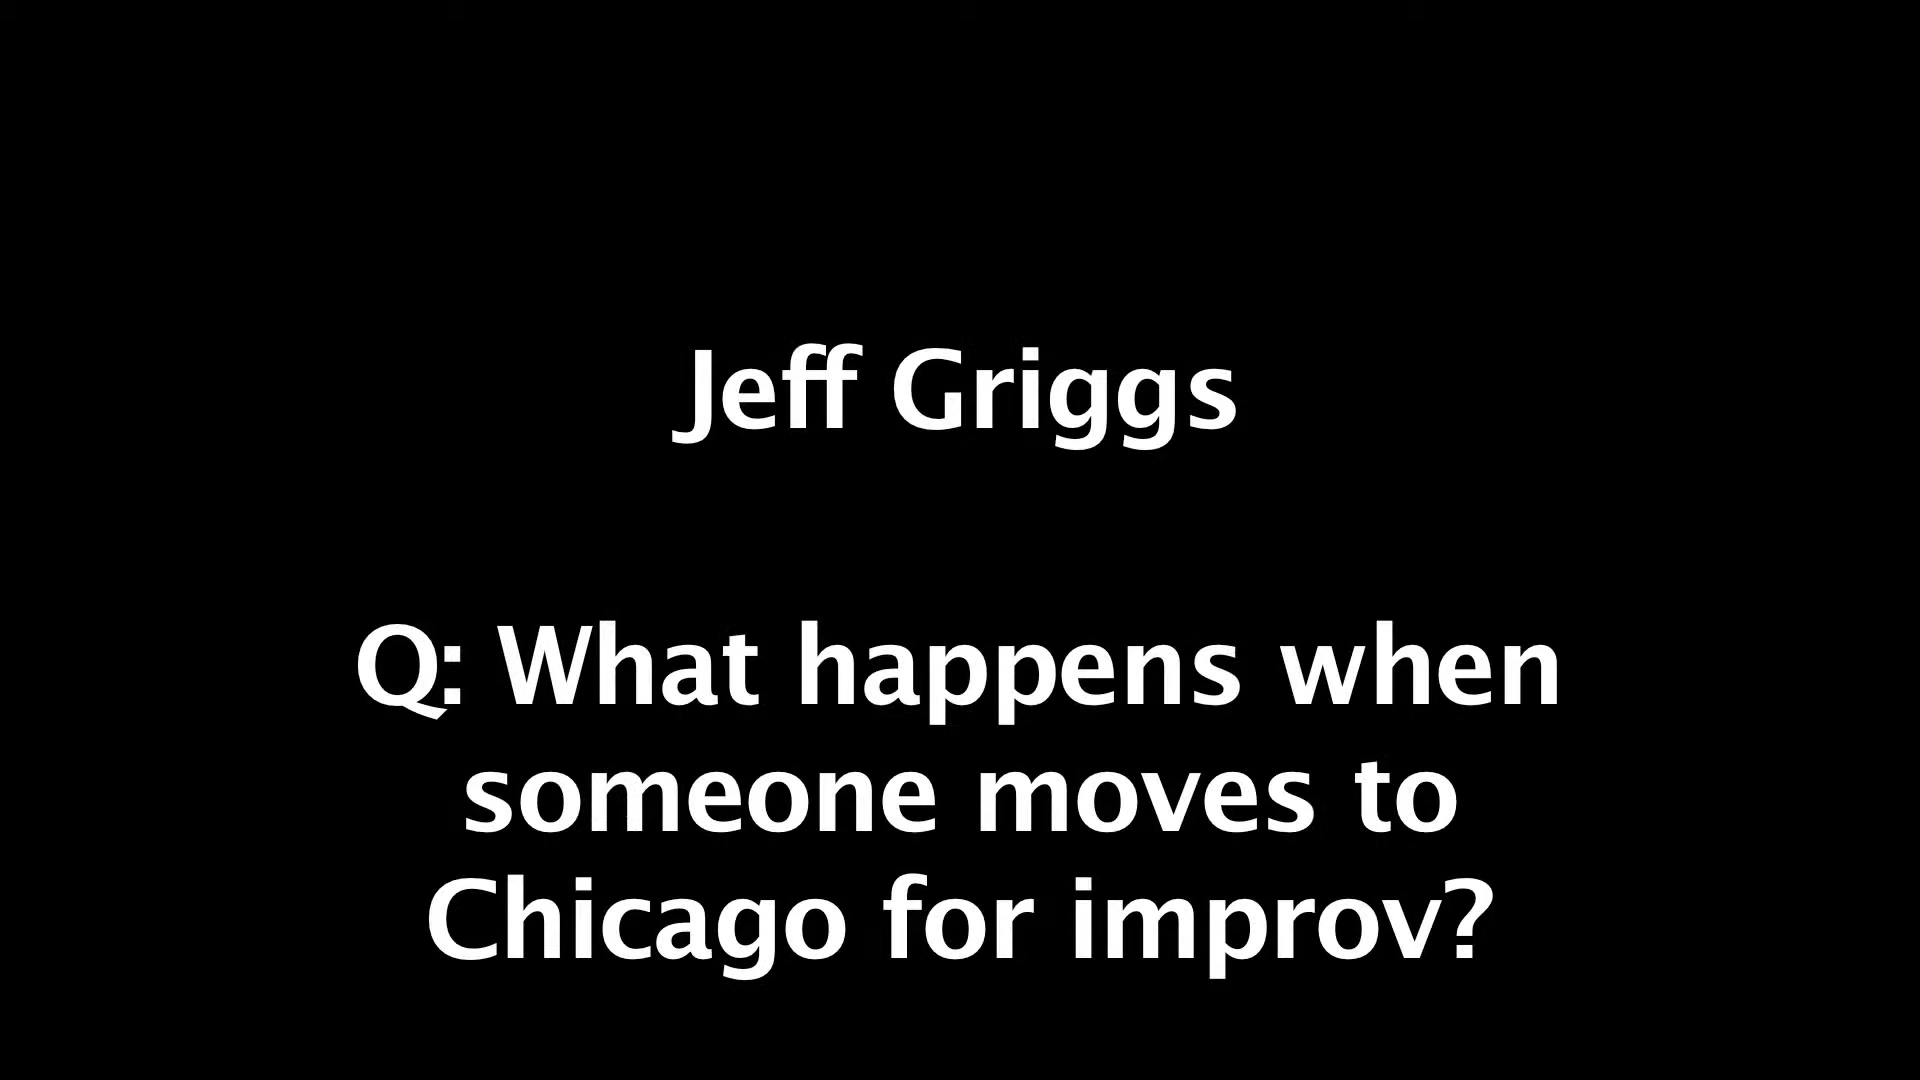 Jeff Griggs
Q: What happens when
someone moves to
Chicago for improv?